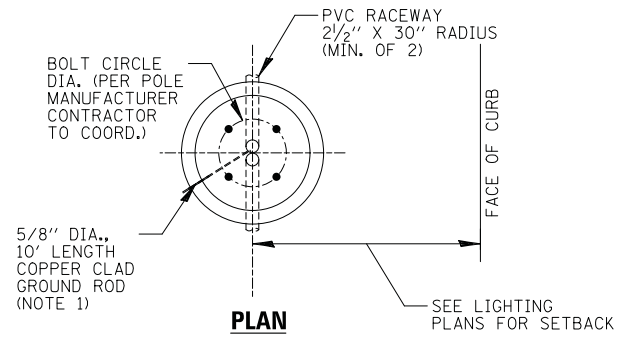 PVC RACEWAY
2½" X 30" RADIUS
(MIN. OF 2)
BOLT CIRCLE
DIA. (PER POLE
MANUFACTURER
CONTRACTOR
TO COORD.)
FACE OF CURB
5/8" DIA.,
10' LENGTH
COPPER CLAD
GROUND ROD
(NOTE 1)
SEE LIGHTING
PLANS FOR SETBACK
PLAN